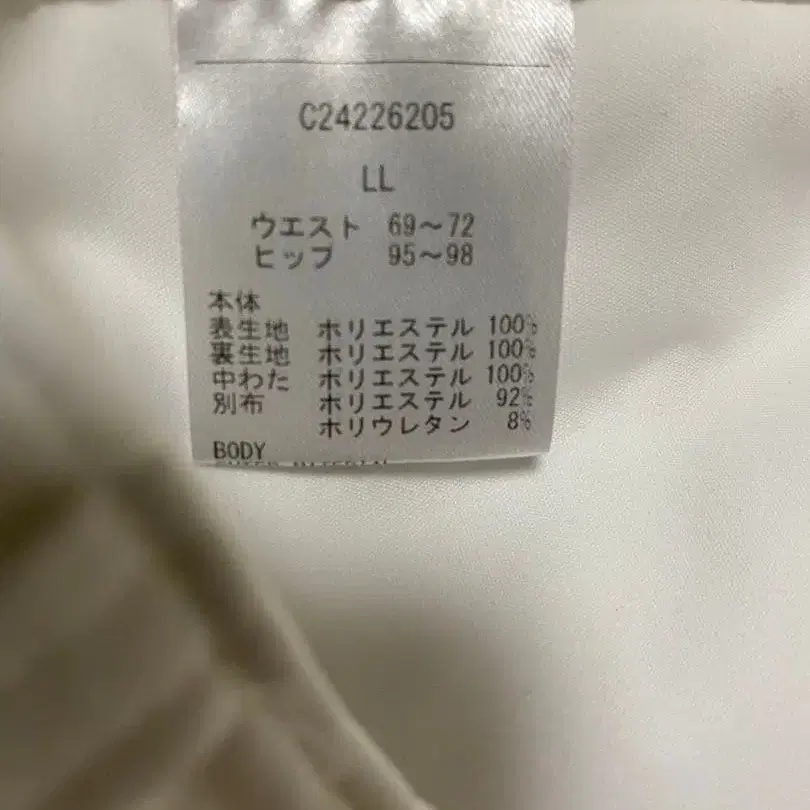 C24226205
LL
ウエスト 69～72
ヒップ 95～98
本体
表生地 ポリエステル 100%
裏生地 ポリエステル 100%
中わた ポリエステル 100%
別布 ポリエステル 92%
ポリウレタン 8%
BODY